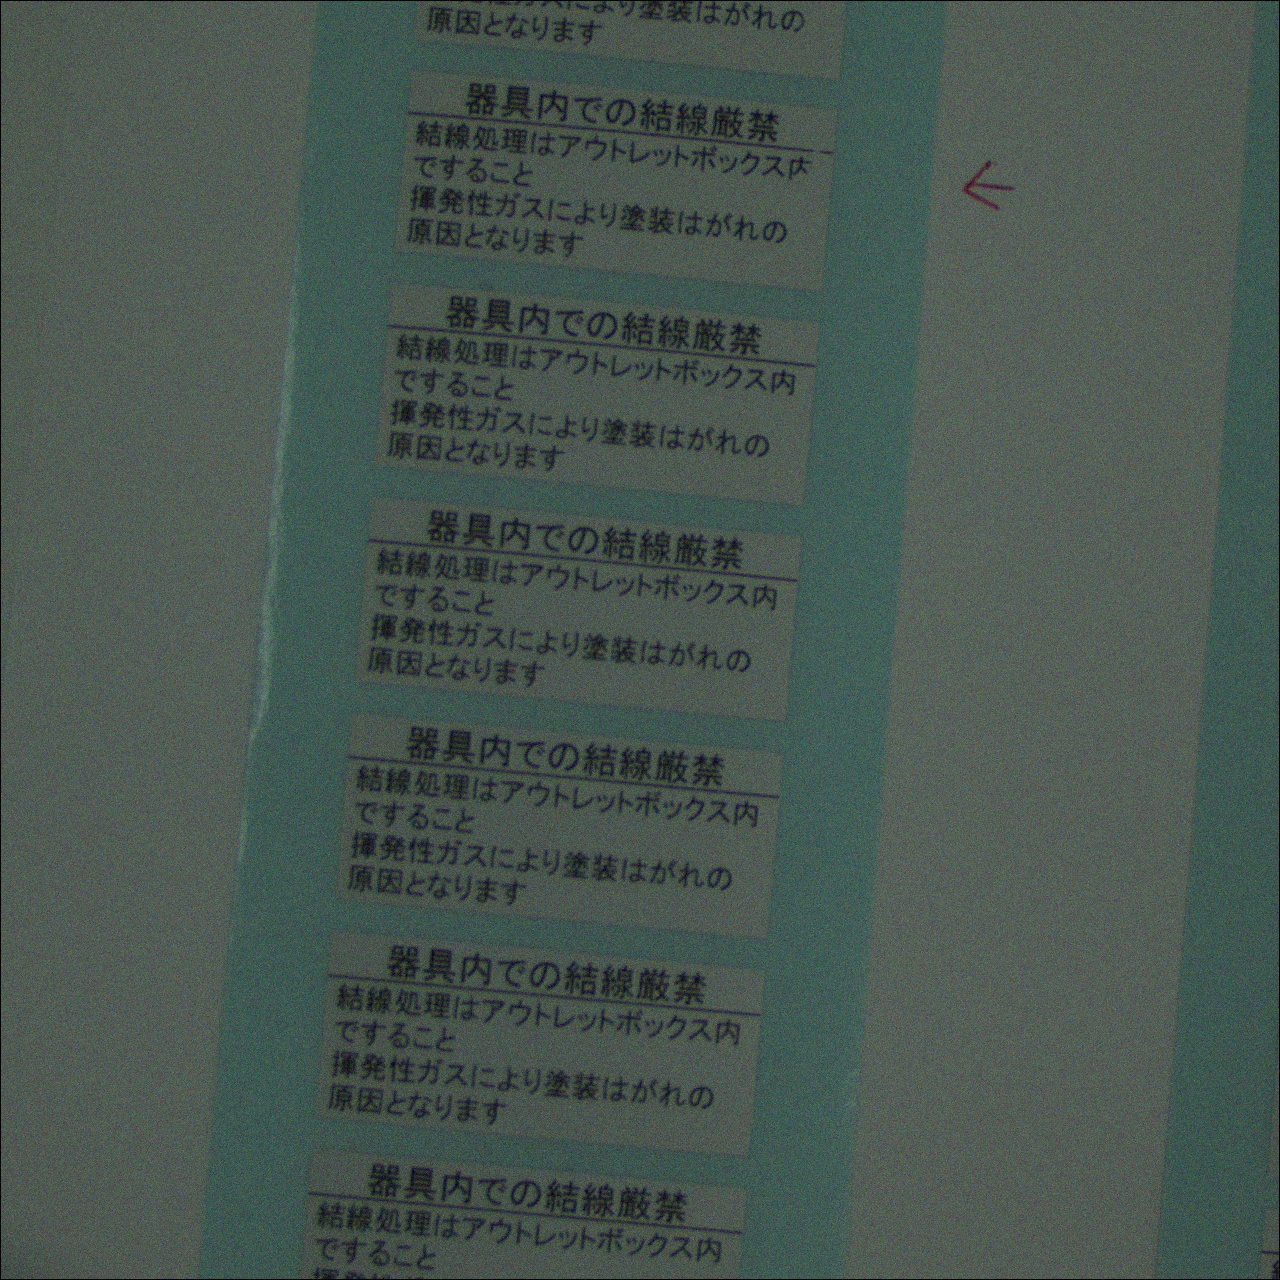 により塗装はがれの
原因となります
器具内での結線厳禁
結線処理はアウトレットボックス内
ですること
揮発性ガスにより塗装はがれの
原因となります
器具内での結線厳禁
結線処理はアウトレットボックス内
ですること
揮発性ガスにより塗装はがれの
原因となります
器具内での結線厳禁
結線処理はアウトレットボックス内
ですること
揮発性ガスにより塗装はがれの
原因となります
器具内での結線厳禁
結線処理はアウトレットボックス内
ですること
揮発性ガスにより塗装はがれの
原因となります
器具内での結線厳禁
結線処理はアウトレットボックス内
ですること
揮発性ガスにより塗装はがれの
原因となります
器具内での結線厳禁
結線処理はアウトレットボックス内
ですること